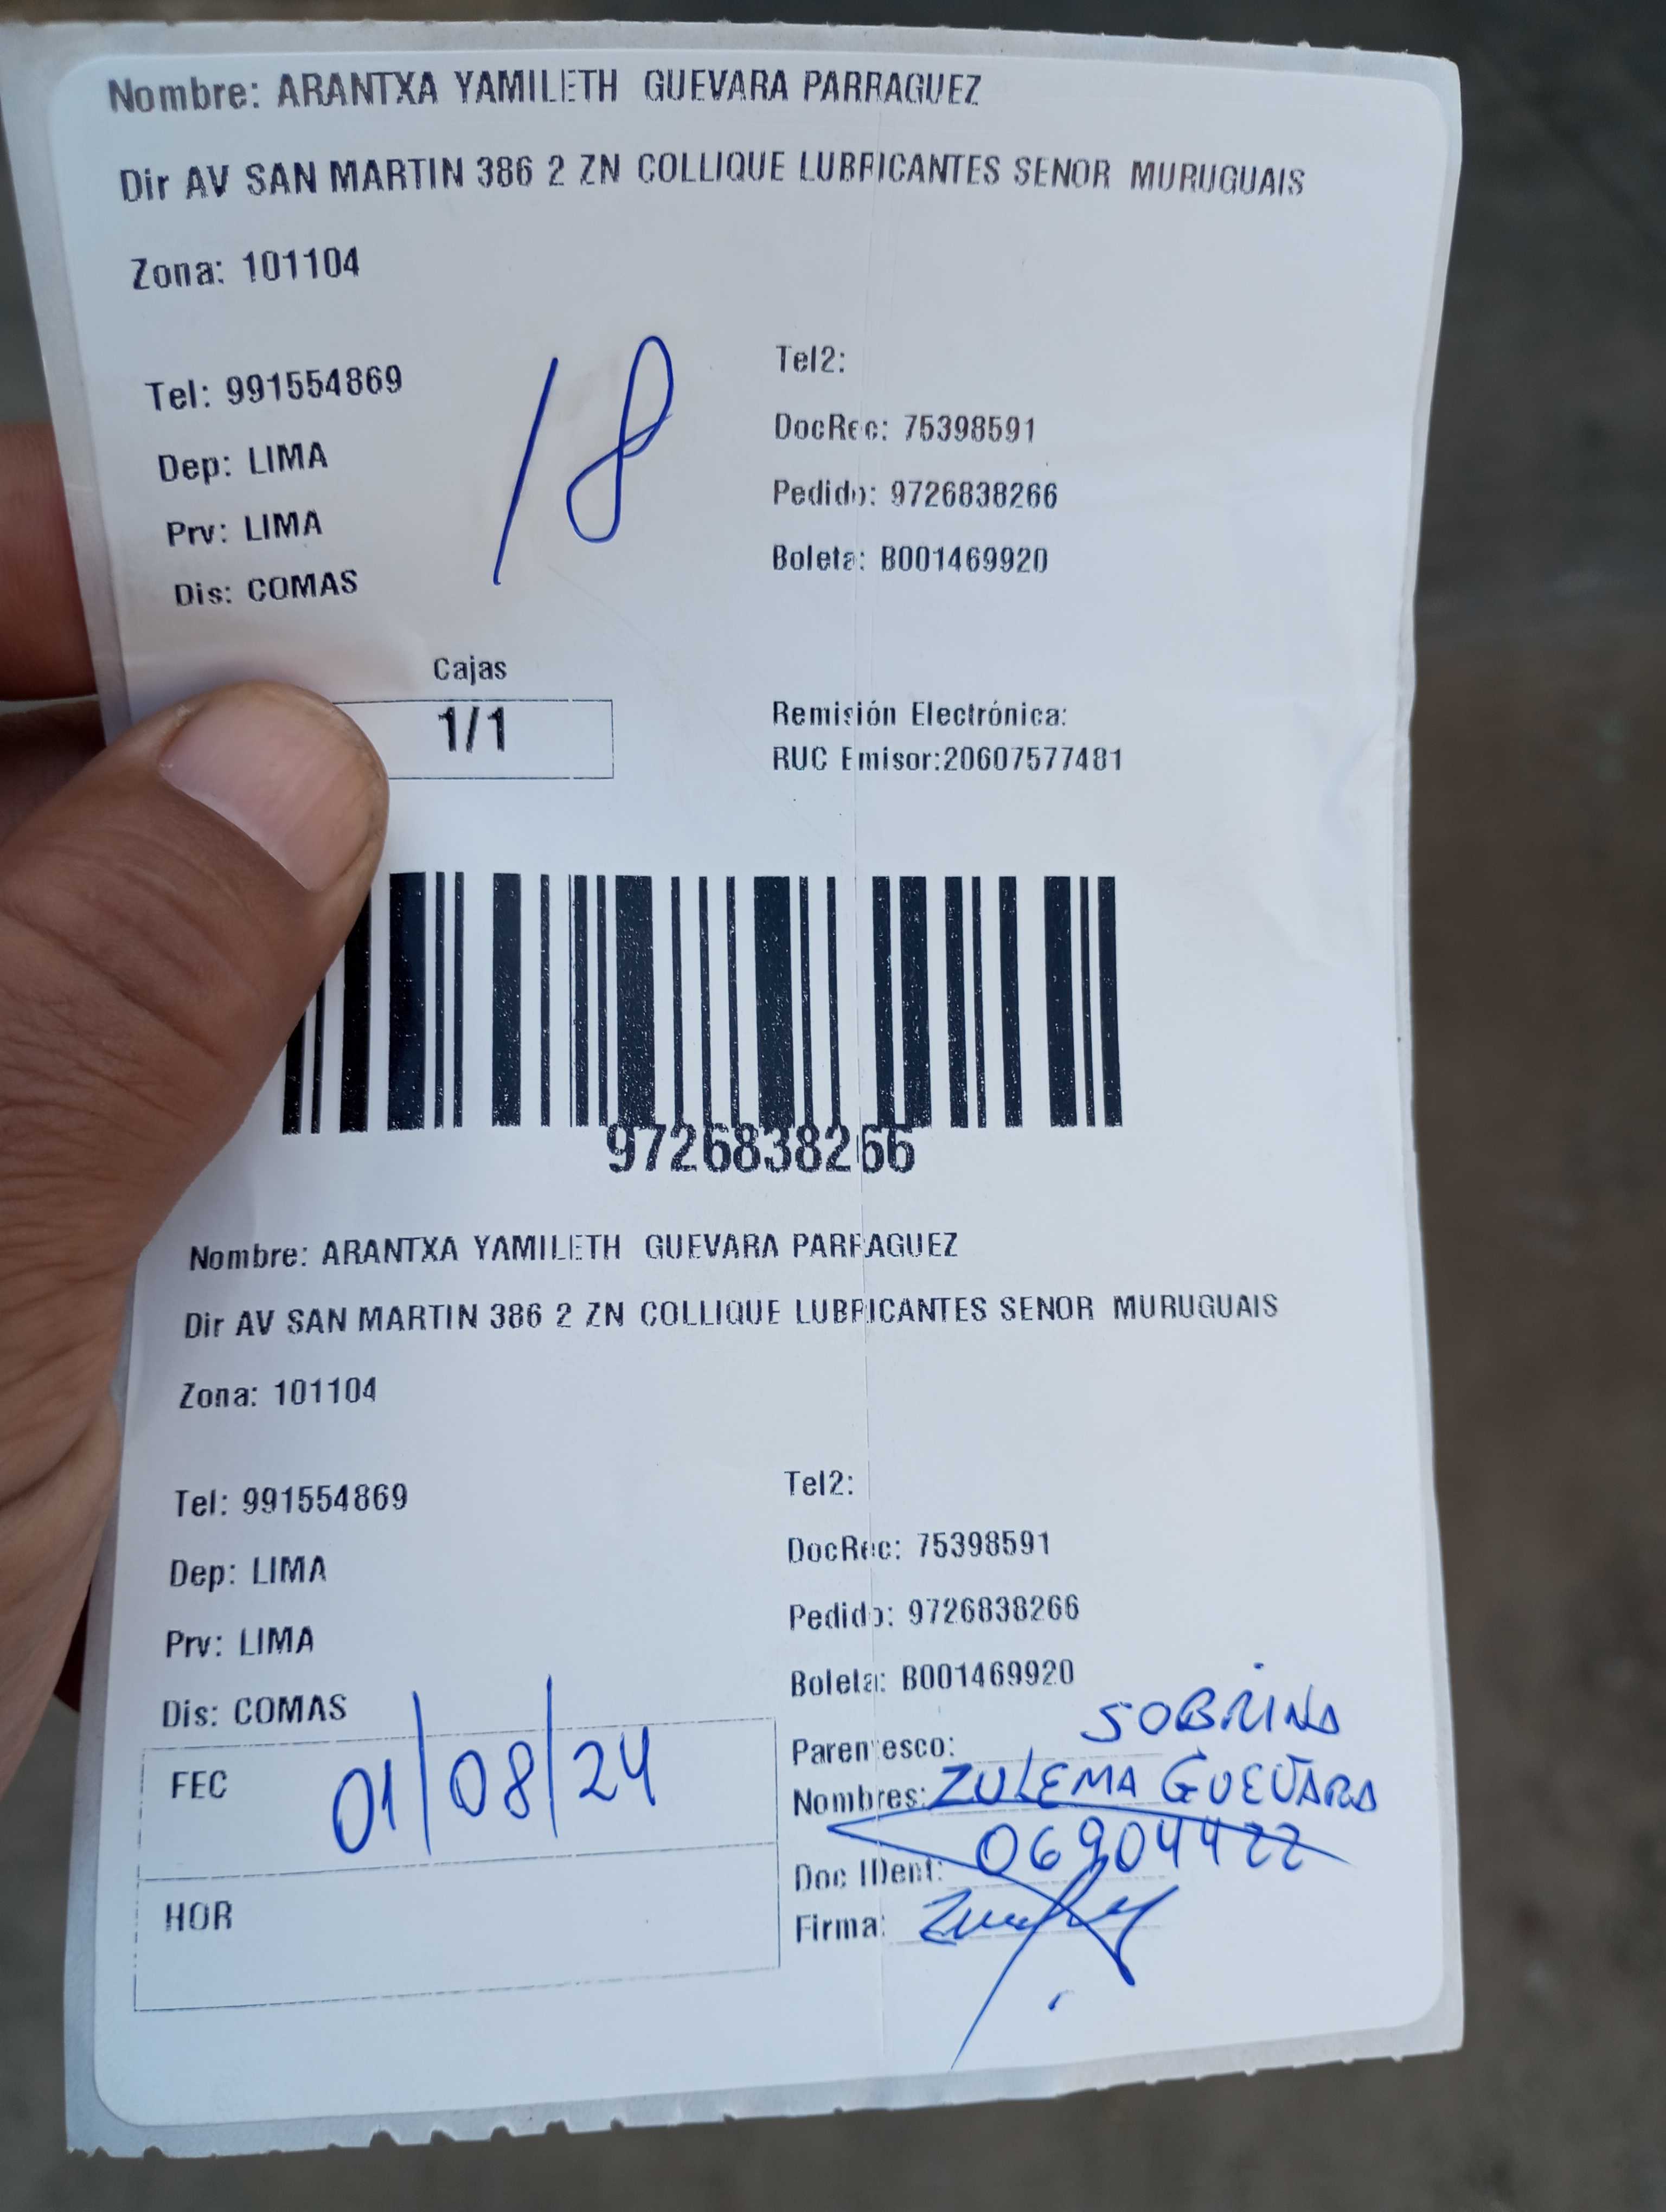 Nombre: ARANTXA YAMILETH GUEVARA PARRAGUEZ
Dir AV SAN MARTIN 386 2 ZN COLLIQUE LUBRICANTES SENOR MURUGUAIS
Zona: 101104
18
Tel: 991554869
Dep: LIMA
Prv: LIMA
Dis: COMAS
Tel2:
DocRec: 75398591
Pedido: 9726838266
Boleta: B001469920
Cajas
1/1
Remisión Electrónica:
RUC Emisor:20607577481
9726838266
Nombre: ARANTXA YAMILETH GUEVARA PARRAGUEZ
Dir AV SAN MARTIN 386 2 ZN COLLIQUE LUBRICANTES SENOR MURUGUAIS
Zona: 101104
Tel: 991554869
Dep: LIMA
Prv: LIMA
Dis: COMAS
Tel2:
DocRec: 75398591
Pedido: 9726838266
Boleta: B001469920
FEC 01/08/24
HOR
Parentesco: SOBRINA
Nombres: ZULEMA GUEVARA
Doc IDent: 06904422
Firma: